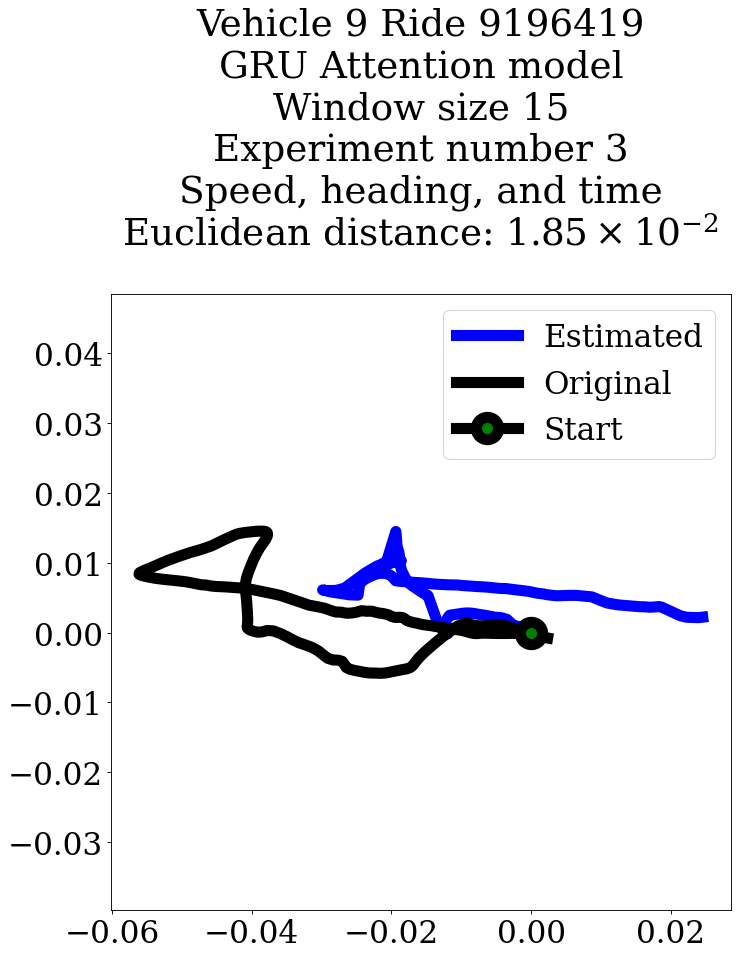 Vehicle 9 Ride 9196419
GRU Attention model
Window size 15
Experiment number 3
Speed, heading, and time
Euclidean distance: 1.85 × 10⁻²
Estimated
Original
Start
0.04
0.03
0.02
0.01
0.00
−0.01
−0.02
−0.03
−0.06 −0.04 −0.02 0.00 0.02